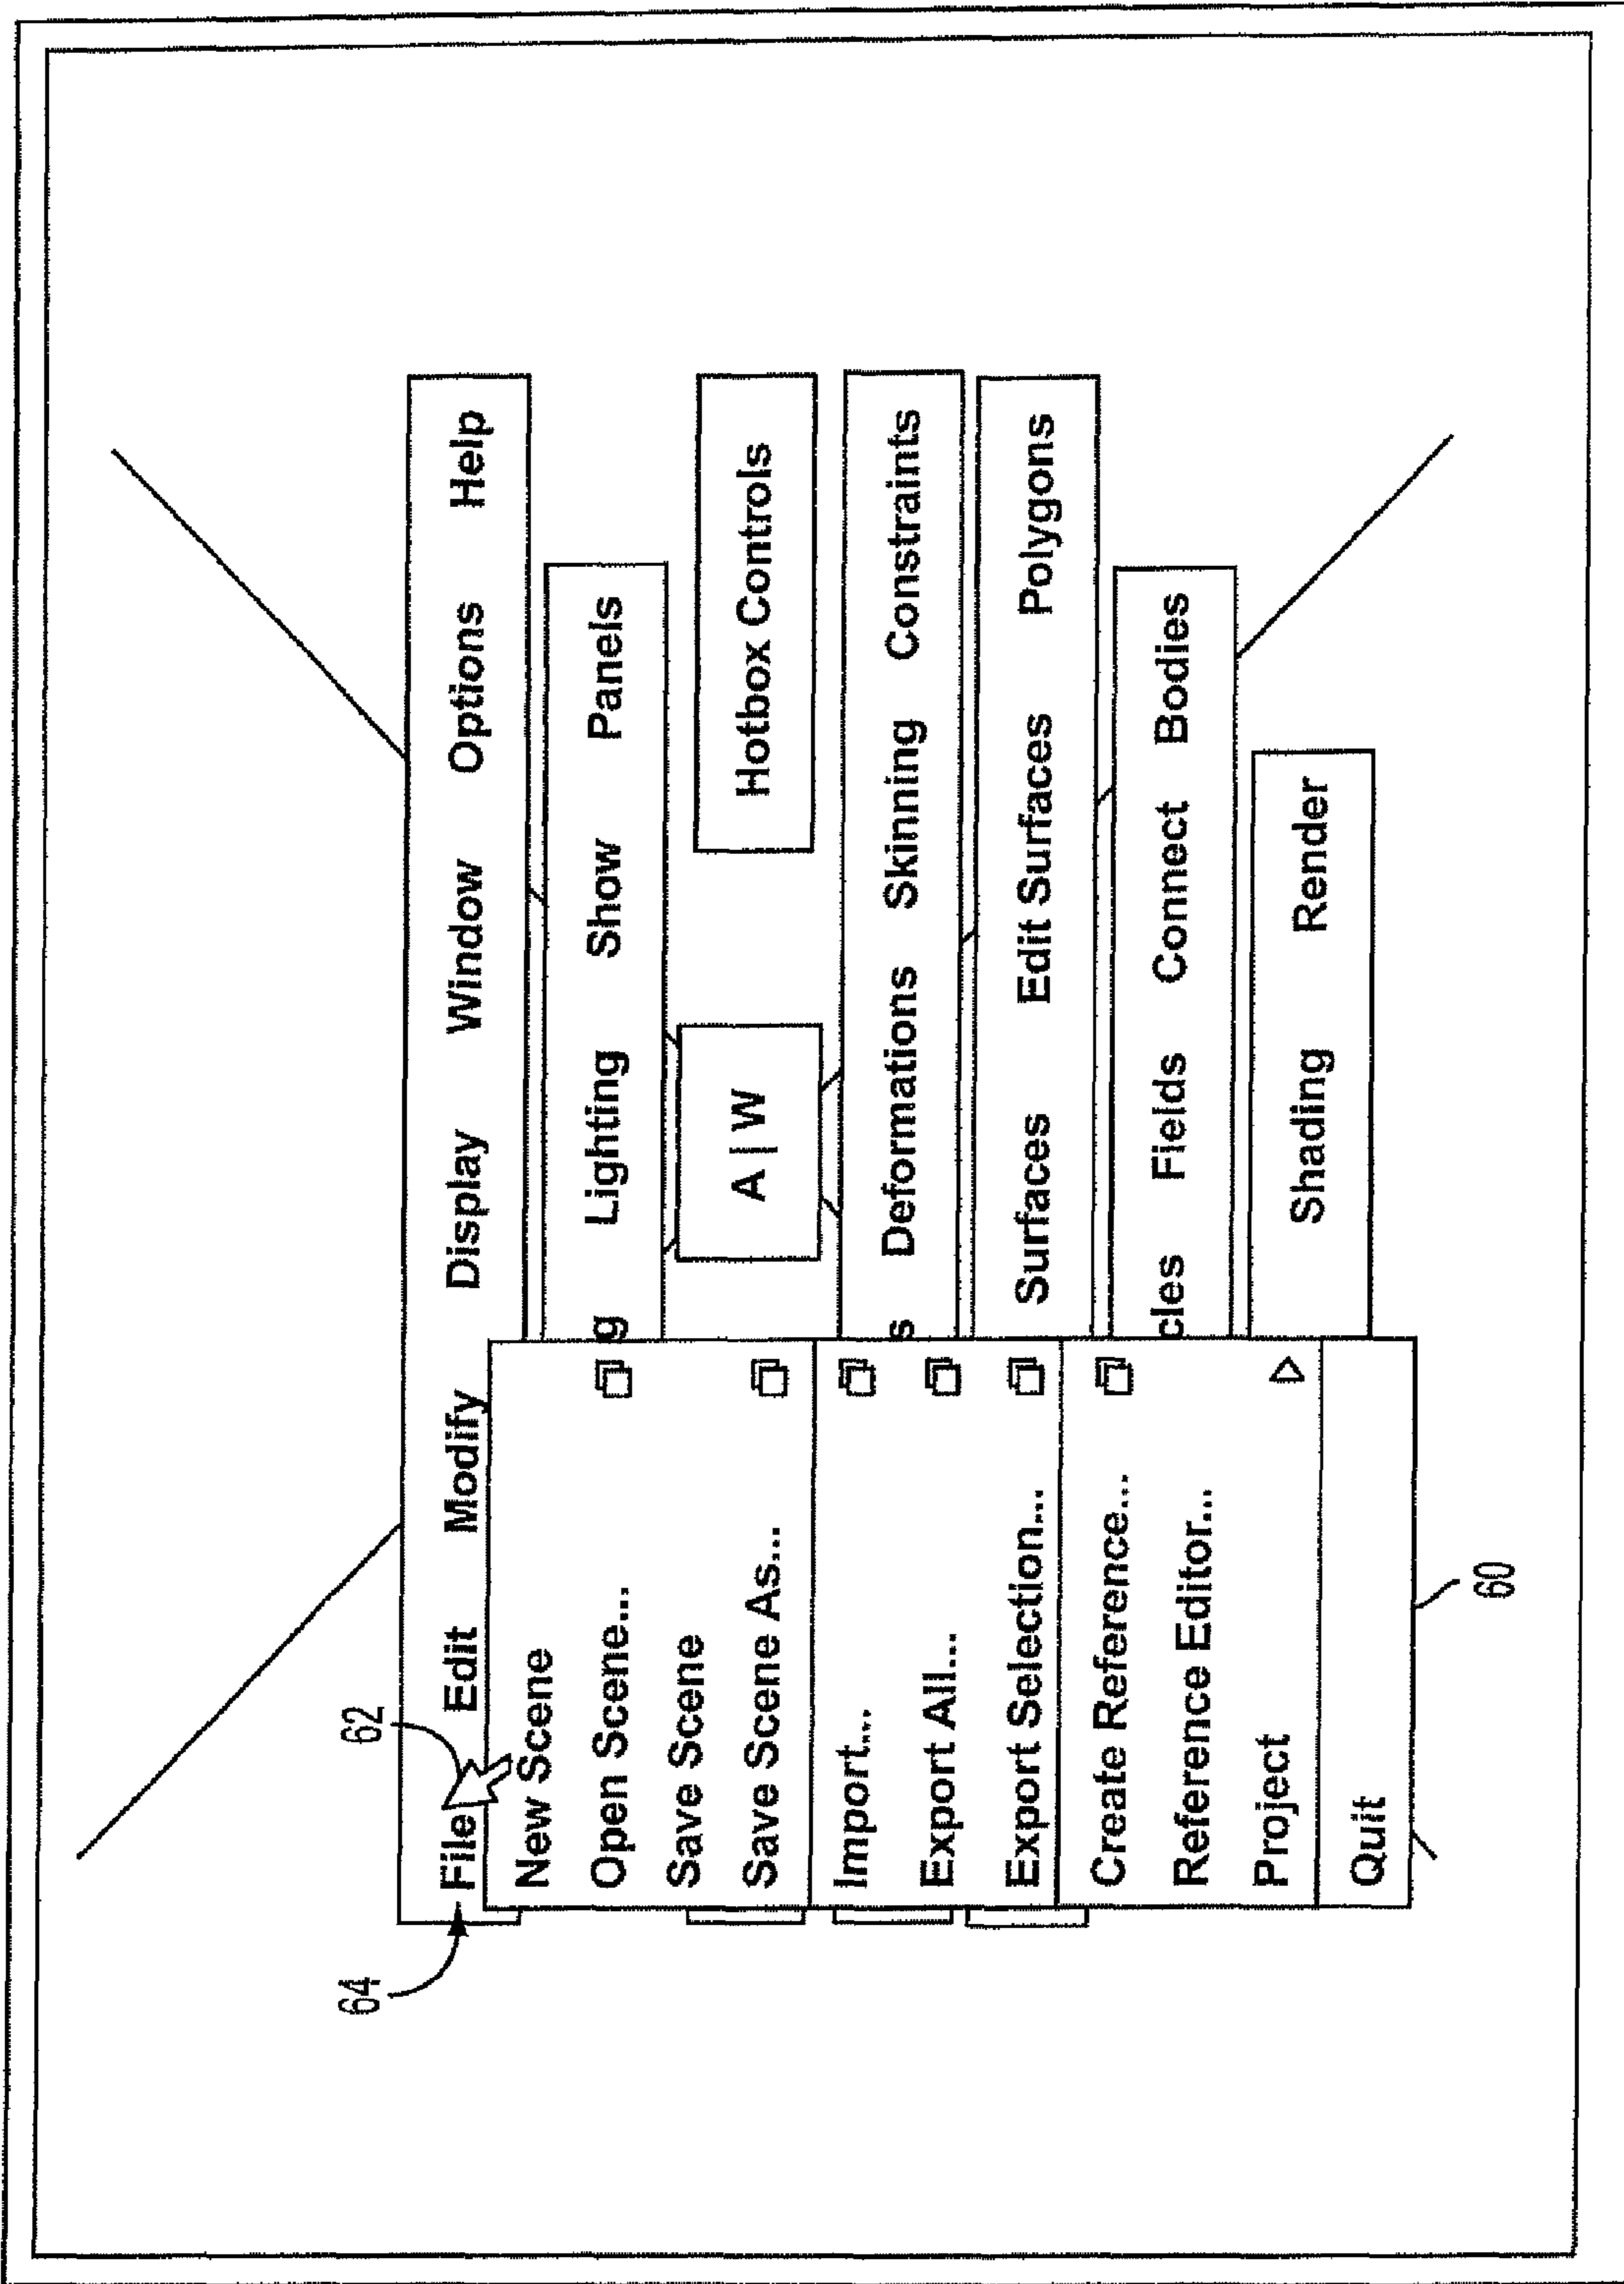 62
64
File Edit Modify Display Window Options Help
g Lighting Show Panels
A | W
Hotbox Controls
s Deformations Skinning Constraints
Surfaces Edit Surfaces Polygons
cles Fields Connect Bodies
Shading Render
New Scene
Open Scene...
Save Scene
Save Scene As...
Import...
Export All...
Export Selection...
Create Reference...
Reference Editor...
Project
Quit
60